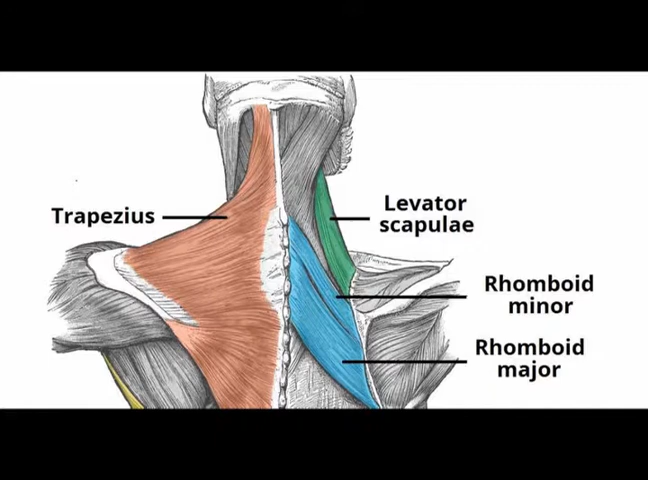 Trapezius
Levator
scapulae
Rhomboid
minor
Rhomboid
major